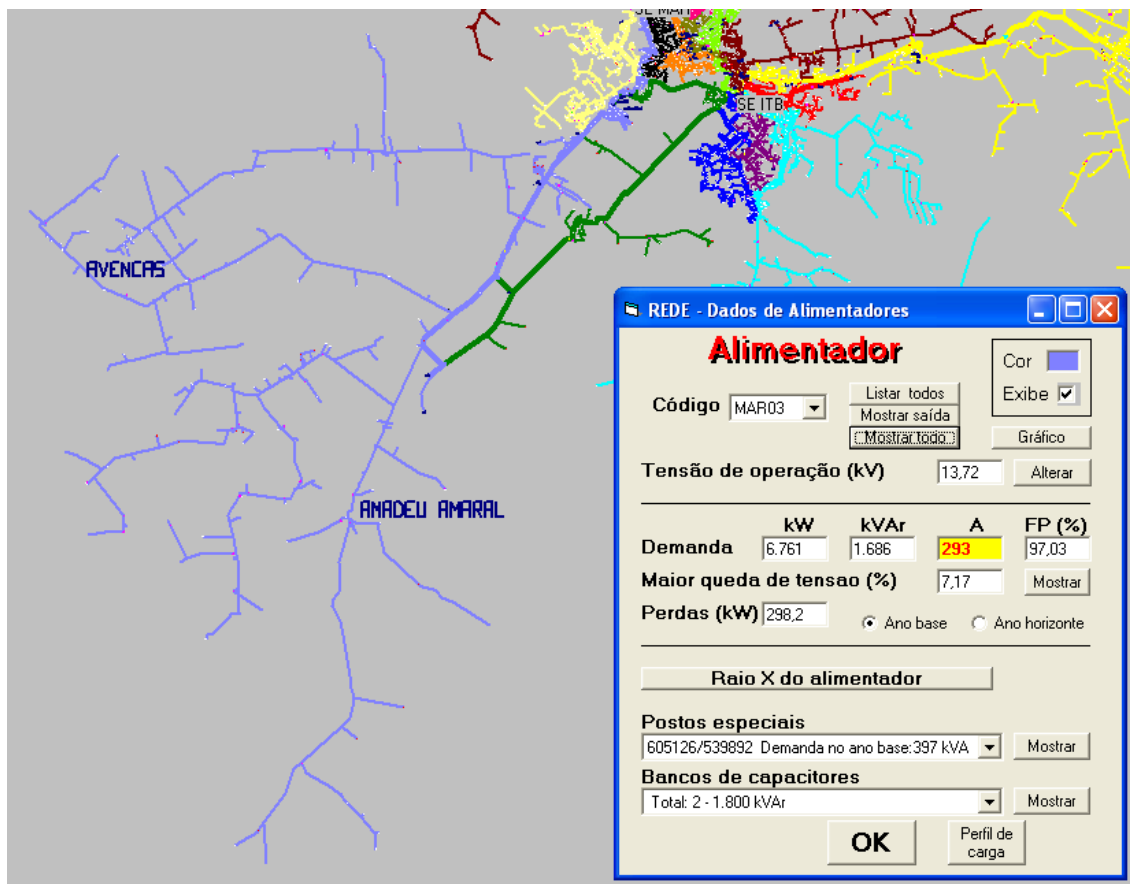 SE MAR
SE ITB
AVENCAS
AMADEU AMARAL
REDE - Dados de Alimentadores
Alimentador
Cor
Exibe
Código MAR03
Listar todos
Mostrar saída
Mostrar todo
Gráfico
Tensão de operação (kV) 13,72 Alterar
kW kVAr A FP (%)
Demanda 6.761 1.686 293 97,03
Maior queda de tensao (%) 7,17 Mostrar
Perdas (kW) 298,2 Ano base Ano horizonte
Raio X do alimentador
Postos especiais
605126/539892 Demanda no ano base:397 kVA Mostrar
Bancos de capacitores
Total: 2 - 1.800 kVAr Mostrar
OK
Perfil de
carga